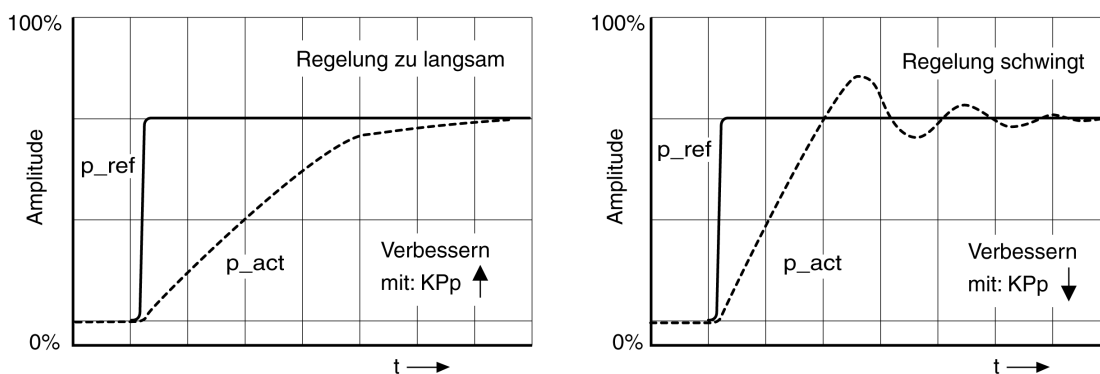 100%
Regelung zu langsam
p_ref
Amplitude
p_act
Verbessern
mit: KPp
0%
t
100%
Regelung schwingt
p_ref
Amplitude
p_act
Verbessern
mit: KPp
0%
t